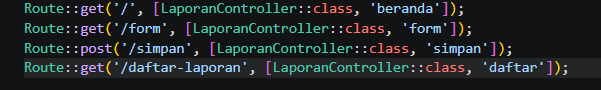 Route::get('/', [LaporanController::class, 'beranda']);
Route::get('/form', [LaporanController::class, 'form']);
Route::post('/simpan', [LaporanController::class, 'simpan']);
Route::get('/daftar-laporan', [LaporanController::class, 'daftar']);